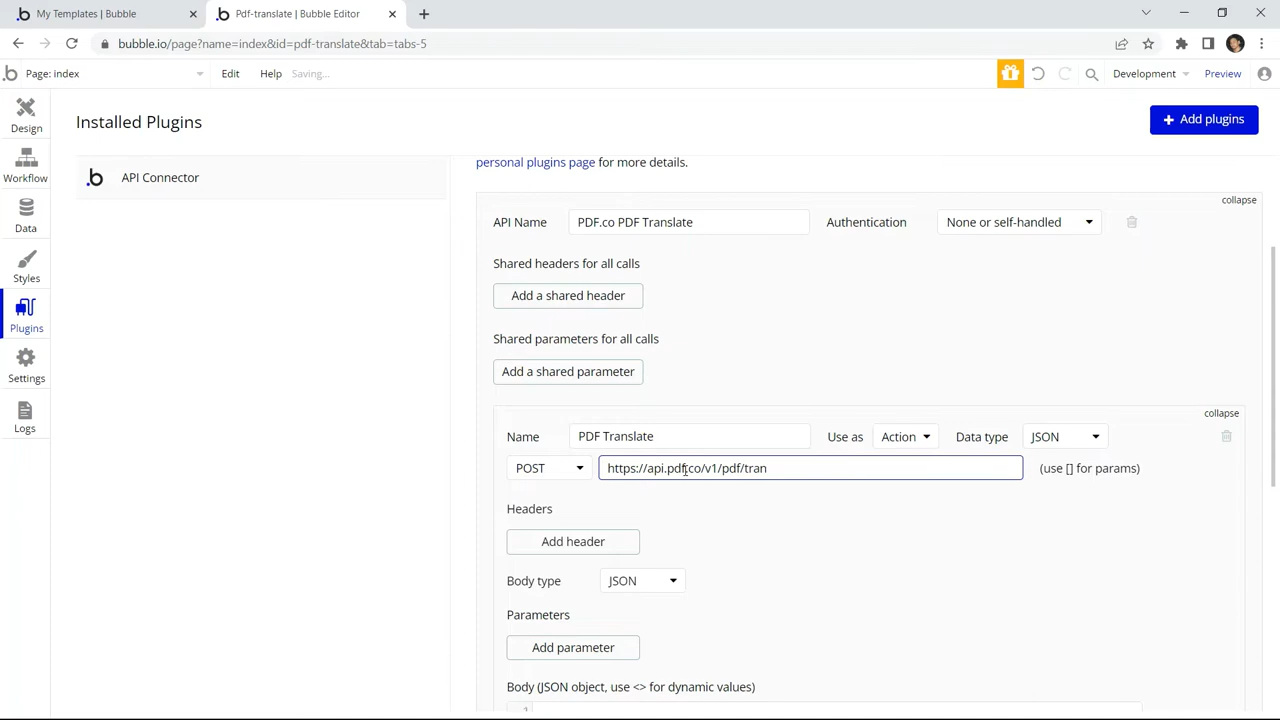 My Templates | Bubble
Pdf-translate | Bubble Editor
bubble.io/page?name=index&id=pdf-translate&tab=tabs-5
Page: index
Edit
Help
Saving...
Development
Preview
Design
Workflow
Data
Styles
Plugins
Settings
Logs
Installed Plugins
+ Add plugins
API Connector
personal plugins page for more details.
collapse
API Name
PDF.co PDF Translate
Authentication
None or self-handled
Shared headers for all calls
Add a shared header
Shared parameters for all calls
Add a shared parameter
collapse
Name
PDF Translate
Use as
Action
Data type
JSON
POST
https://api.pdf.co/v1/pdf/tran
(use [] for params)
Headers
Add header
Body type
JSON
Parameters
Add parameter
Body (JSON object, use <> for dynamic values)
1